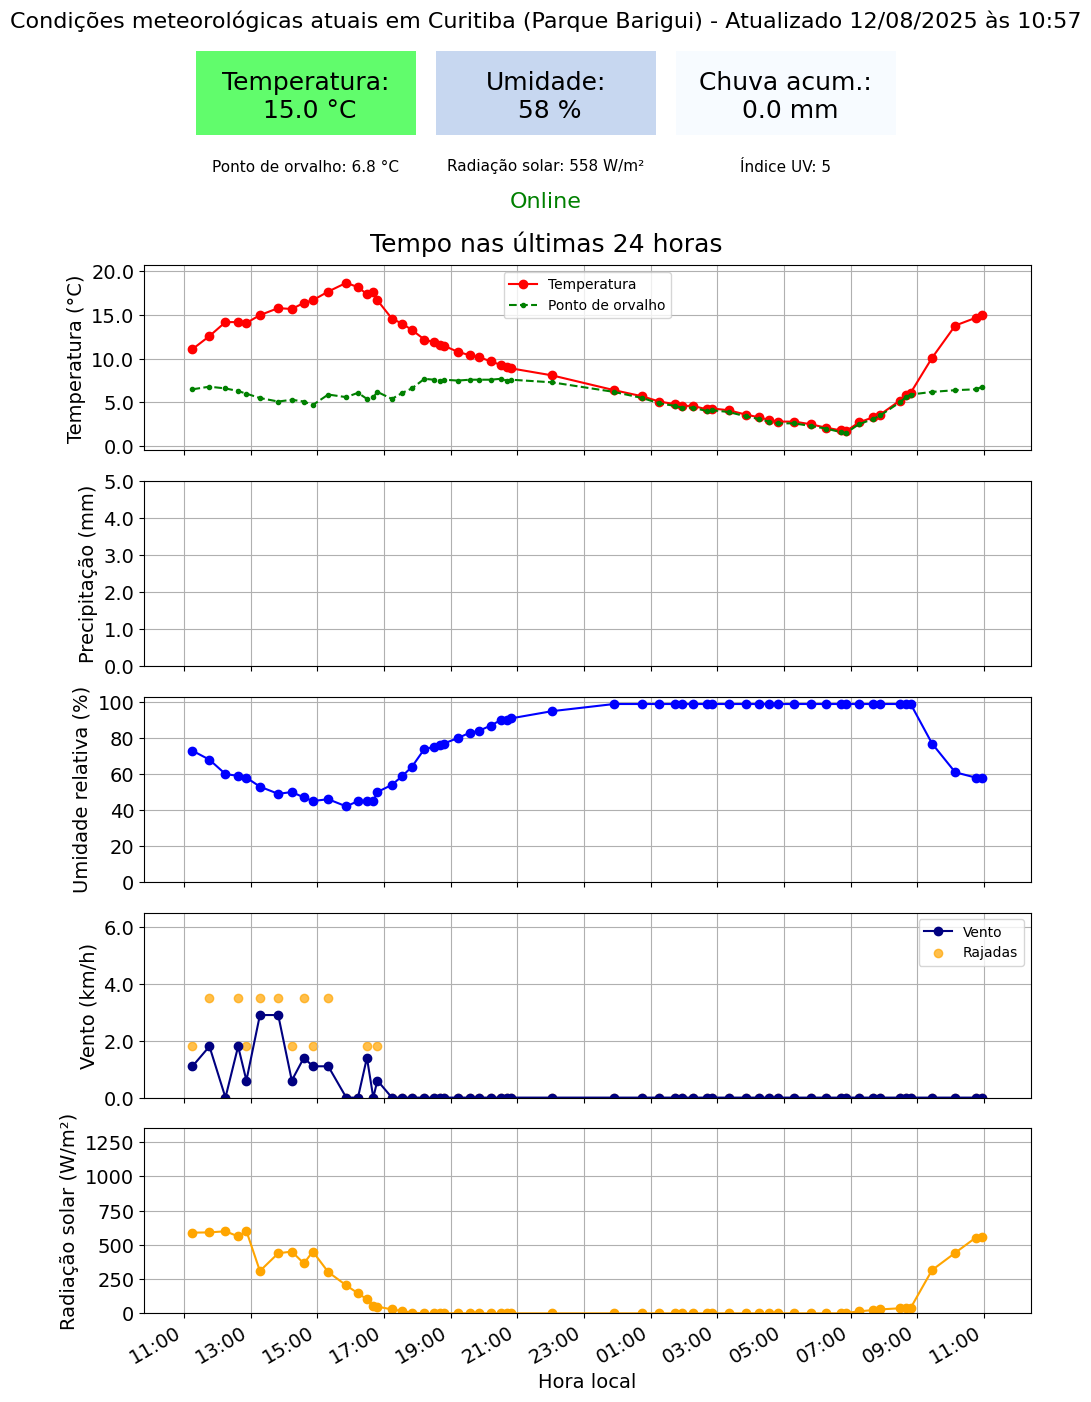 Condições meteorológicas atuais em Curitiba (Parque Barigui) - Atualizado 12/08/2025 às 10:57
Temperatura:
15.0 °C
Umidade:
58 %
Chuva acum.:
0.0 mm
Ponto de orvalho: 6.8 °C
Radiação solar: 558 W/m²
Índice UV: 5
Online
Tempo nas últimas 24 horas
Temperatura (°C)
20.0
15.0
10.0
5.0
0.0
Temperatura
Ponto de orvalho
Precipitação (mm)
5.0
4.0
3.0
2.0
1.0
0.0
Umidade relativa (%)
100
80
60
40
20
0
Vento (km/h)
6.0
4.0
2.0
0.0
Vento
Rajadas
Radiação solar (W/m²)
1250
1000
750
500
250
0
11:00
13:00
15:00
17:00
19:00
21:00
23:00
01:00
03:00
05:00
07:00
09:00
11:00
Hora local